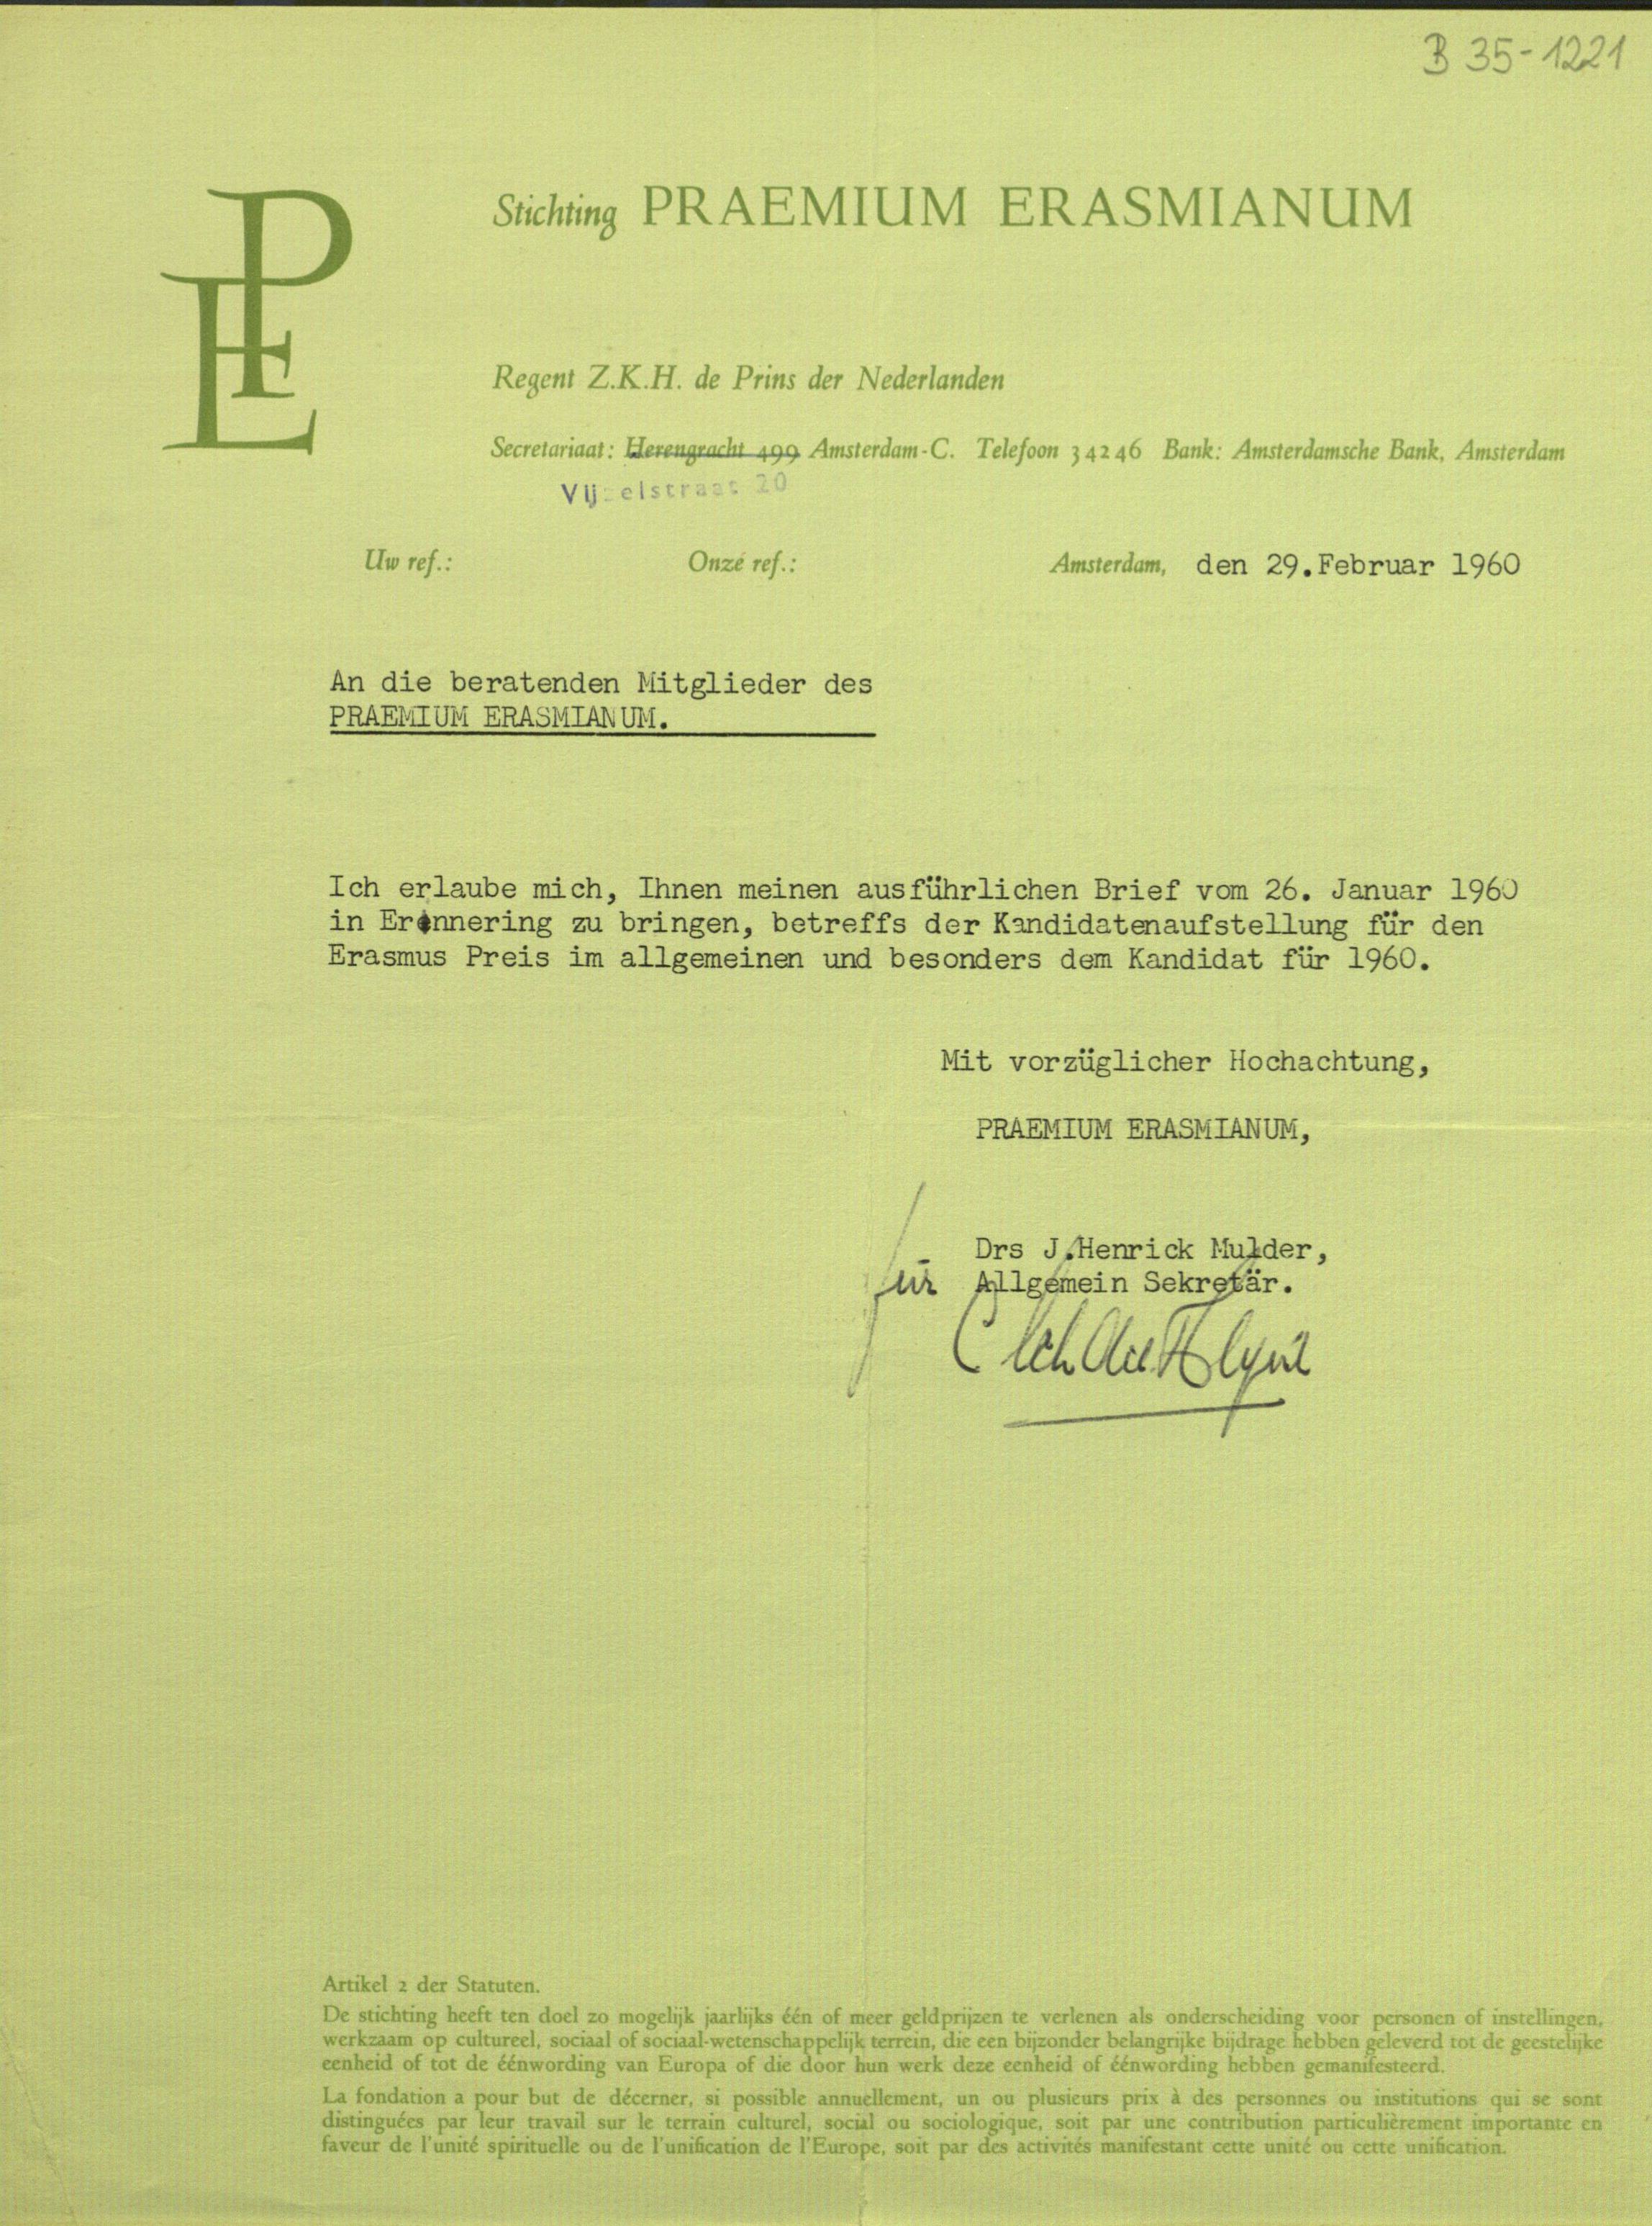 B 35-1221
PE
Stichting PRAEMIUM ERASMIANUM
Regent Z.K.H. de Prins der Nederlanden
Secretariaat: Herengracht 499 Amsterdam-C. Telefoon 34246 Bank: Amsterdamsche Bank, Amsterdam
Vijzelstraat 20
Uw ref.: Onze ref.: Amsterdam, den 29.Februar 1960
An die beratenden Mitglieder des
PRAEMIUM ERASMIANUM.
Ich erlaube mich, Ihnen meinen ausführlichen Brief vom 26. Januar 1960
in Erinnering zu bringen, betreffs der Kandidatenaufstellung für den
Erasmus Preis im allgemeinen und besonders dem Kandidat für 1960.
Mit vorzüglicher Hochachtung,
PRAEMIUM ERASMIANUM,
Drs J.Henrick Mulder,
für Allgemein Sekretär.
Artikel 2 der Statuten.
De stichting heeft ten doel zo mogelijk jaarlijks één of meer geldprijzen te verlenen als onderscheiding voor personen of instellingen,
werkzaam op cultureel, sociaal of sociaal-wetenschappelijk terrein, die een bijzonder belangrijke bijdrage hebben geleverd tot de geestelijke
eenheid of tot de éénwording van Europa of die door hun werk deze eenheid of éénwording hebben gemanifesteerd.
La fondation a pour but de décerner, si possible annuellement, un ou plusieurs prix à des personnes ou institutions qui se sont
distinguées par leur travail sur le terrain culturel, social ou sociologique, soit par une contribution particulièrement importante en
faveur de l'unité spirituelle ou de l'unification de l'Europe, soit par des activités manifestant cette unité ou cette unification.